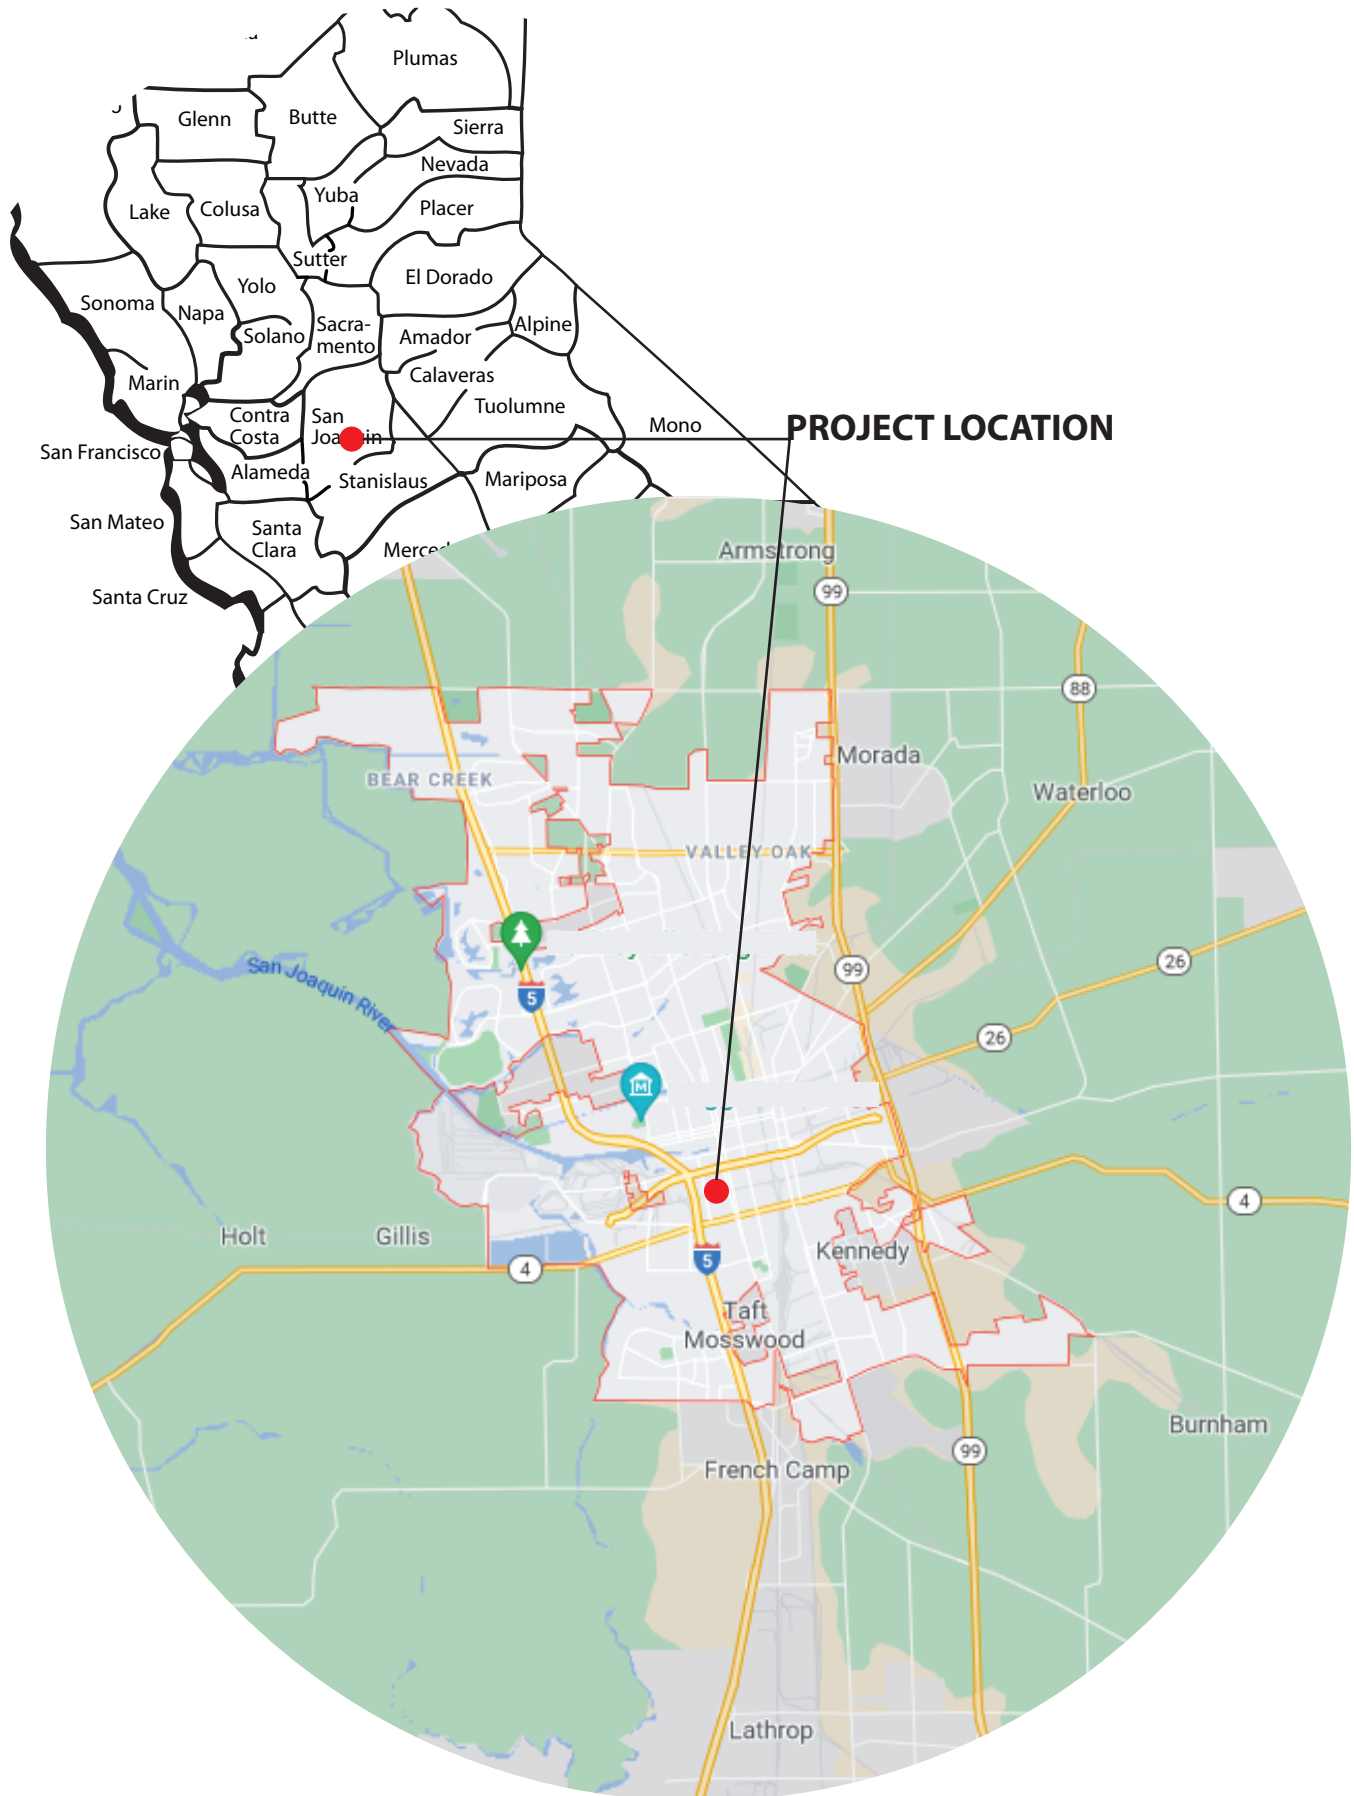 Plumas
Glenn
Butte
Sierra
Nevada
Yuba
Lake
Colusa
Placer
Sutter
El Dorado
Yolo
Sonoma
Napa
Solano
Sacra-
mento
Amador
Alpine
Calaveras
Marin
Tuolumne
Contra
Costa
San
Joaquin
Mono
PROJECT LOCATION
San Francisco
Alameda
Stanislaus
Mariposa
San Mateo
Santa
Clara
Merced
Santa Cruz
Armstrong
99
88
Morada
BEAR CREEK
Waterloo
VALLEY OAK
San Joaquin River
99
26
5
26
Holt
Gillis
4
4
Kennedy
5
Taft
Mosswood
Burnham
99
French Camp
Lathrop